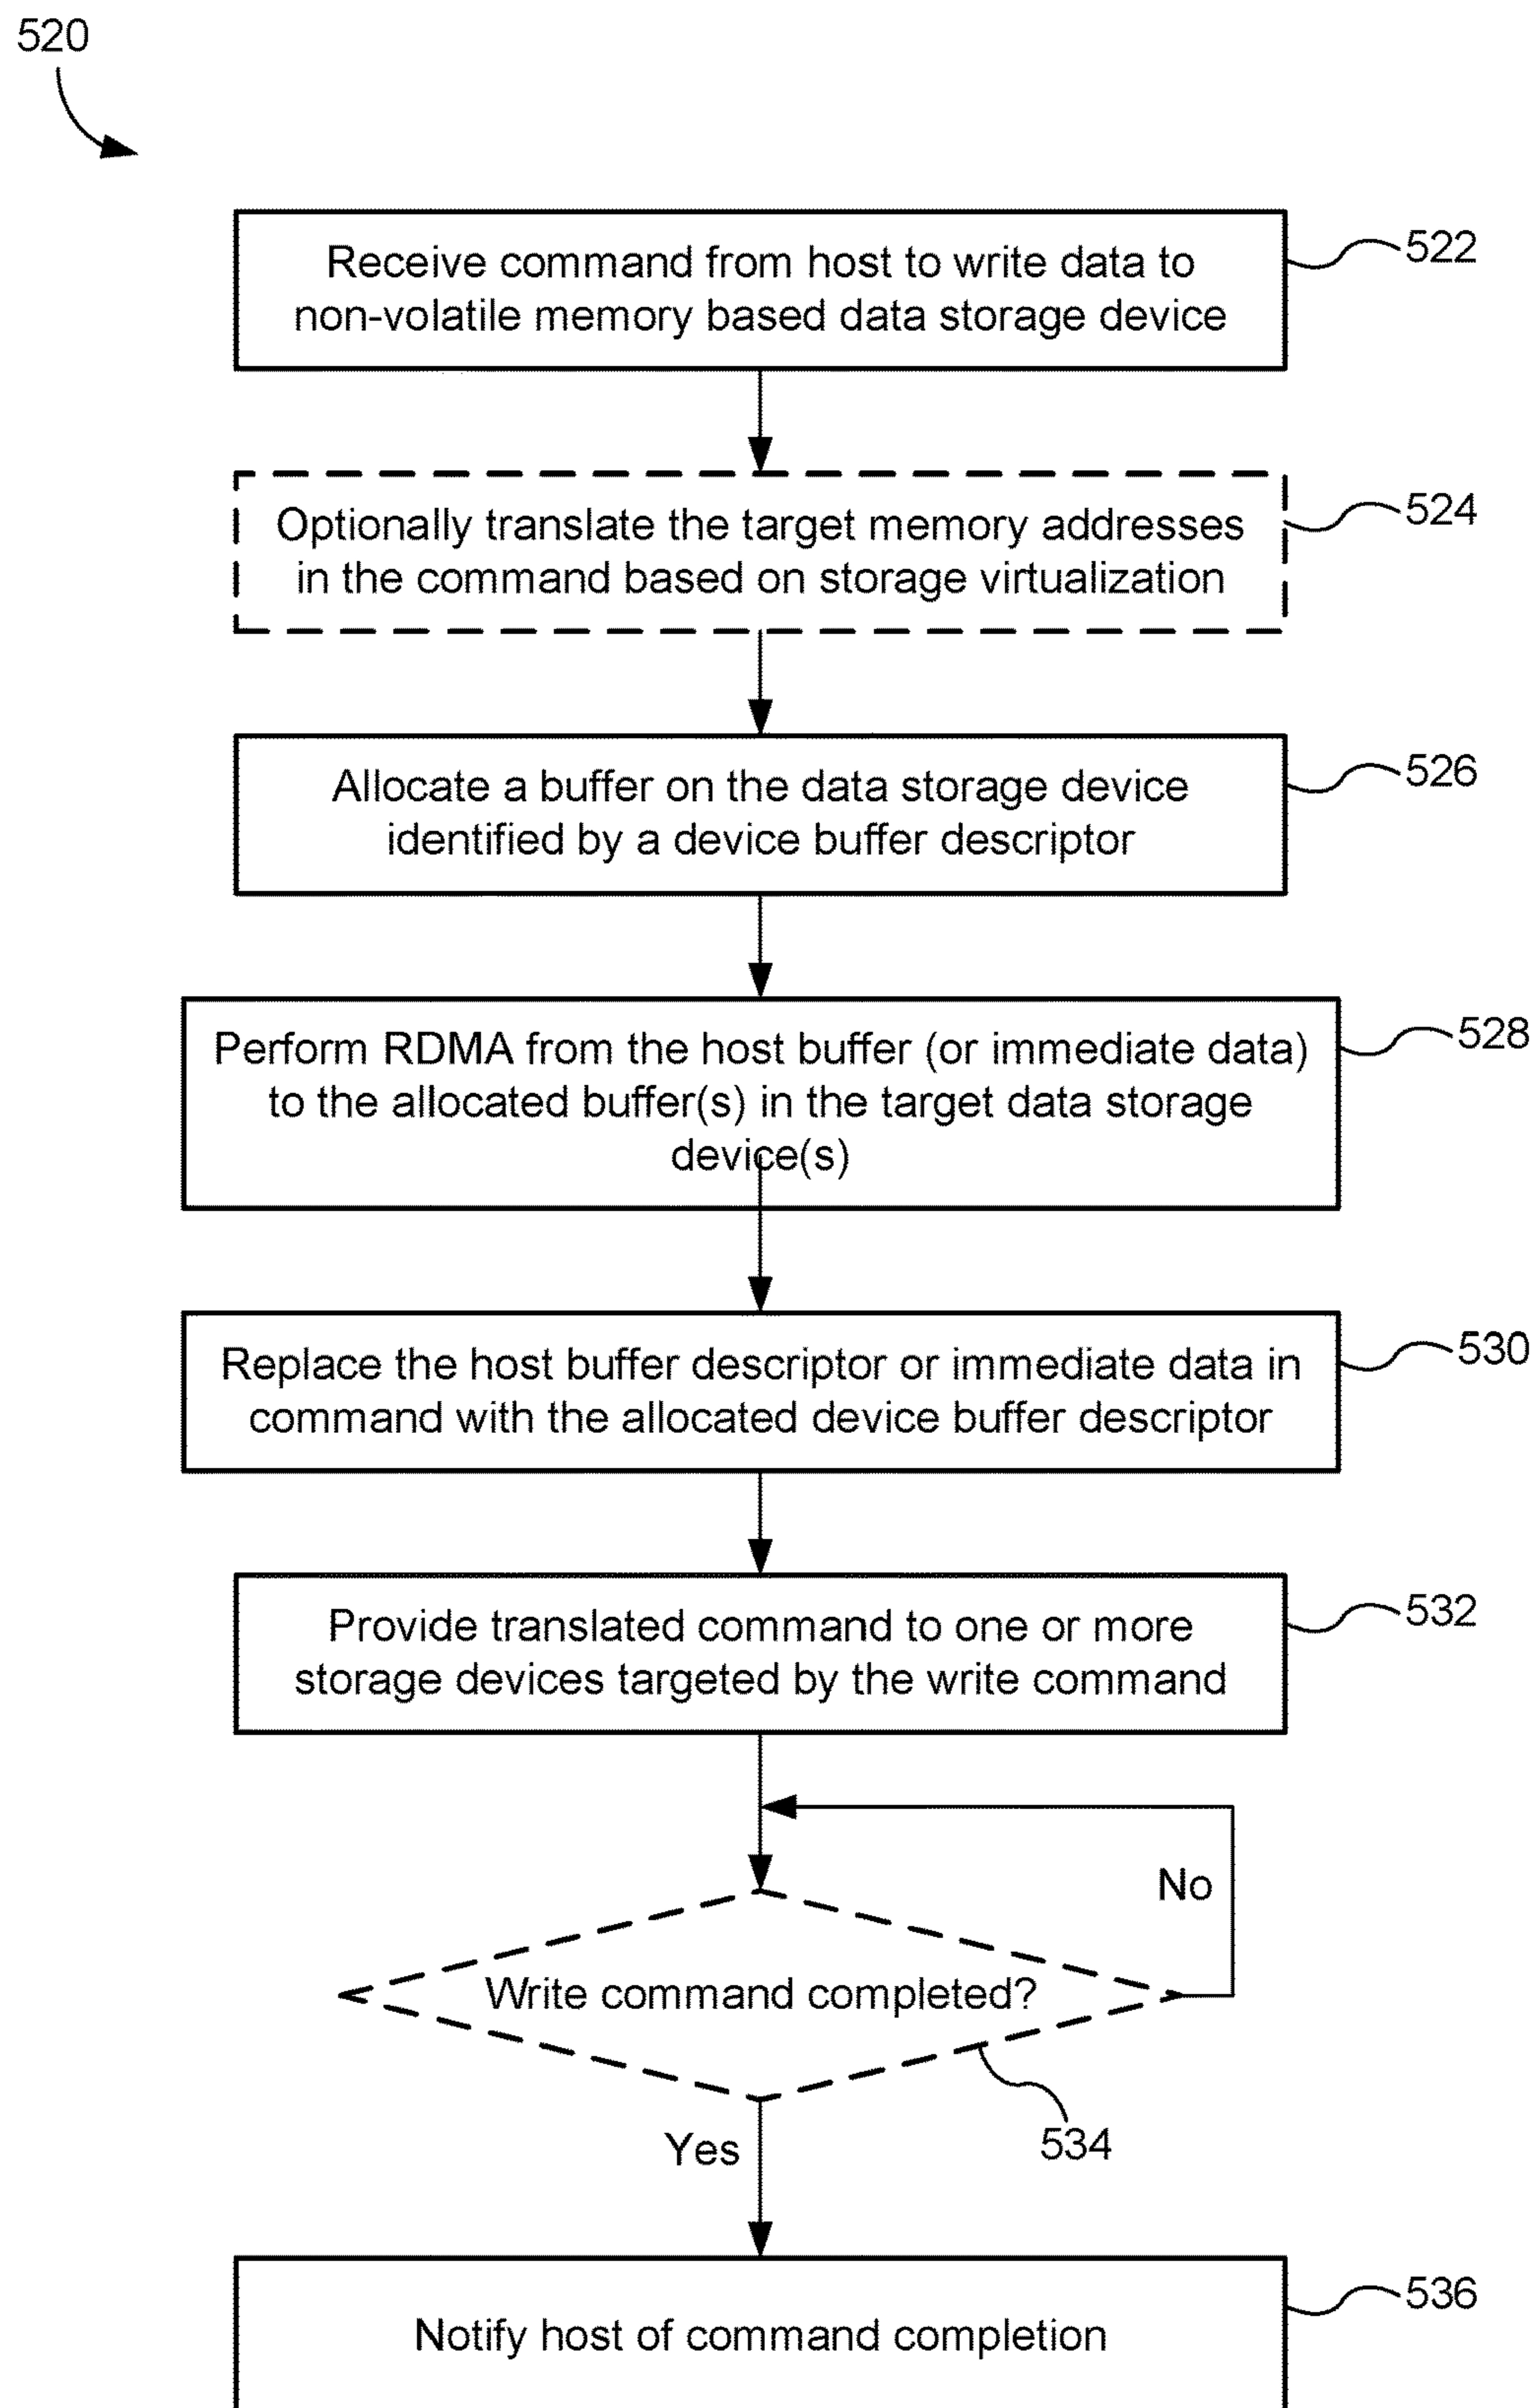 520
Receive command from host to write data to
non-volatile memory based data storage device
522
Optionally translate the target memory addresses
in the command based on storage virtualization
524
Allocate a buffer on the data storage device
identified by a device buffer descriptor
526
Perform RDMA from the host buffer (or immediate data)
to the allocated buffer(s) in the target data storage
device(s)
528
Replace the host buffer descriptor or immediate data in
command with the allocated device buffer descriptor
530
Provide translated command to one or more
storage devices targeted by the write command
532
No
Write command completed?
534
Yes
Notify host of command completion
536